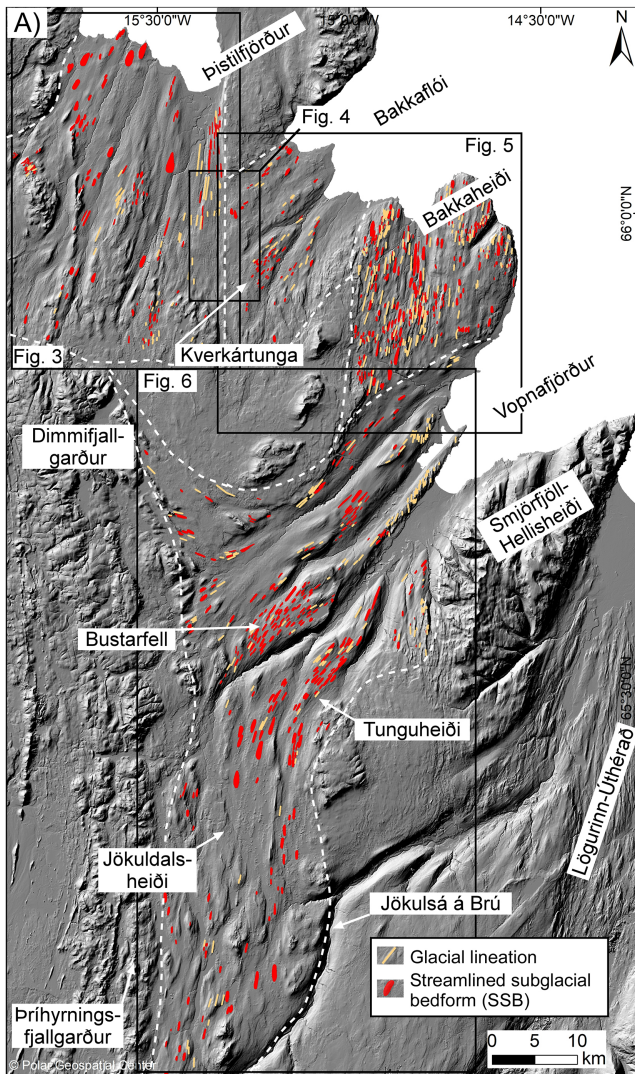 A)
15°30'0"W
15°0'0"W
14°30'0"W
N
Þistilfjörður
Fig. 4
Bakkaflói
Fig. 5
Bakkaheiði
66°0'0"N
Kverkártunga
Fig. 3
Fig. 6
Vopnafjörður
Dimmifjall-
garður
Smjörfjöll-
Hellisheiði
Bustarfell
65°30'0"N
Tunguheiði
Lögurinn-Úthérað
Jökuldals-
heiði
Jökulsá á Brú
Glacial lineation
Streamlined subglacial
bedform (SSB)
Þríhyrnings-
fjallgarður
0 5 10
km
© Polar Geospatial Center